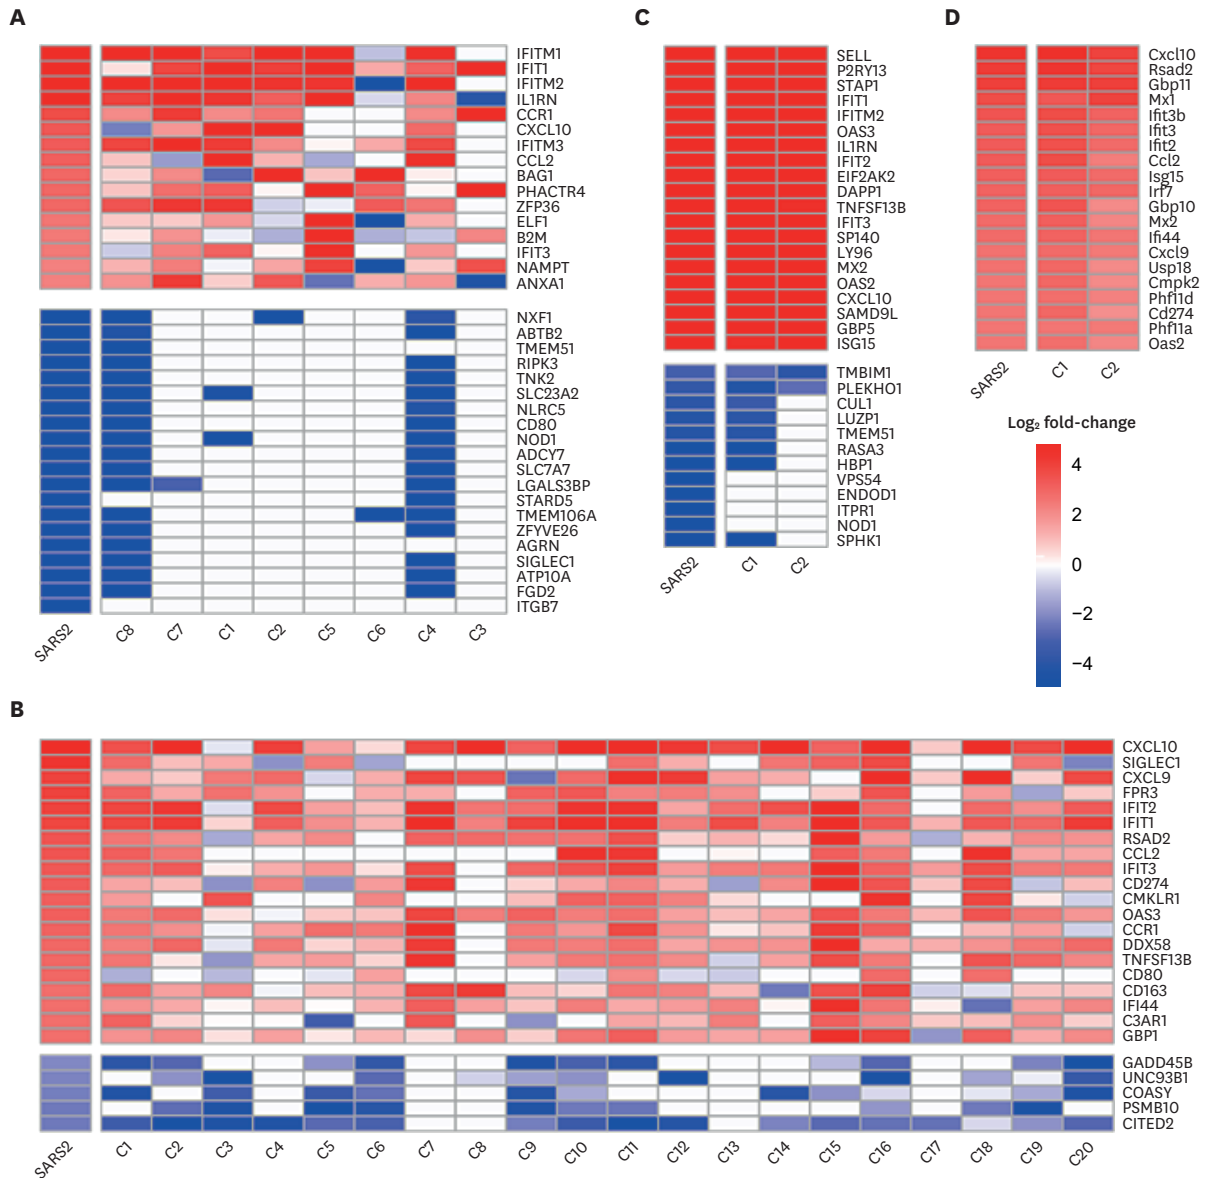 A
IFITM1
IFIT1
IFITM2
IL1RN
CCR1
CXCL10
IFITM3
CCL2
BAG1
PHACTR4
ZFP36
ELF1
B2M
IFIT3
NAMPT
ANXA1
NXF1
ABTB2
TMEM51
RIPK3
TNK2
SLC23A2
NLRC5
CD80
NOD1
ADCY7
SLC7A7
LGALS3BP
STARD5
TMEM106A
ZFYVE26
AGRN
SIGLEC1
ATP10A
FGD2
ITGB7
SARS2 C8 C7 C1 C2 C5 C6 C4 C3
C
SELL
P2RY13
STAP1
IFIT1
IFITM2
OAS3
IL1RN
IFIT2
EIF2AK2
DAPP1
TNFSF13B
IFIT3
SP140
LY96
MX2
OAS2
CXCL10
SAMD9L
GBP5
ISG15
TMBIM1
PLEKHO1
CUL1
LUZP1
TMEM51
RASA3
HBP1
VPS54
ENDOD1
ITPR1
NOD1
SPHK1
SARS2 C1 C2
D
Cxcl10
Rsad2
Gbp11
Mx1
Ifit3b
Ifit3
Ifit2
Ccl2
Isg15
Irf7
Gbp10
Mx2
Ifi44
Cxcl9
Usp18
Cmpk2
Phf11d
Cd274
Phf11a
Oas2
SARS2 C1 C2
Log₂ fold-change
4
2
0
−2
−4
B
CXCL10
SIGLEC1
CXCL9
FPR3
IFIT2
IFIT1
RSAD2
CCL2
IFIT3
CD274
CMKLR1
OAS3
CCR1
DDX58
TNFSF13B
CD80
CD163
IFI44
C3AR1
GBP1
GADD45B
UNC93B1
COASY
PSMB10
CITED2
SARS2 C1 C2 C3 C4 C5 C6 C7 C8 C9 C10 C11 C12 C13 C14 C15 C16 C17 C18 C19 C20